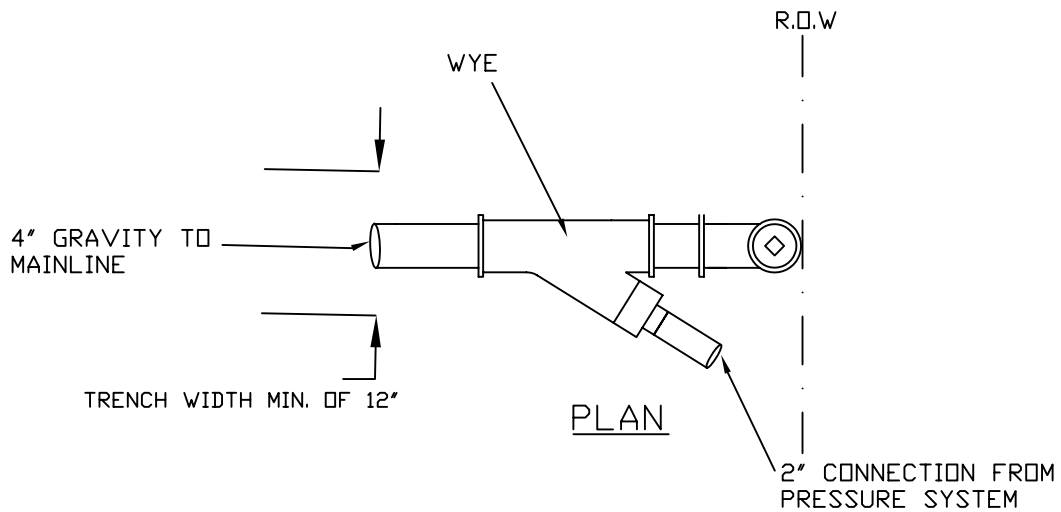 R.O.W
WYE
4" GRAVITY TO
MAINLINE
TRENCH WIDTH MIN. OF 12"
PLAN
2" CONNECTION FROM
PRESSURE SYSTEM